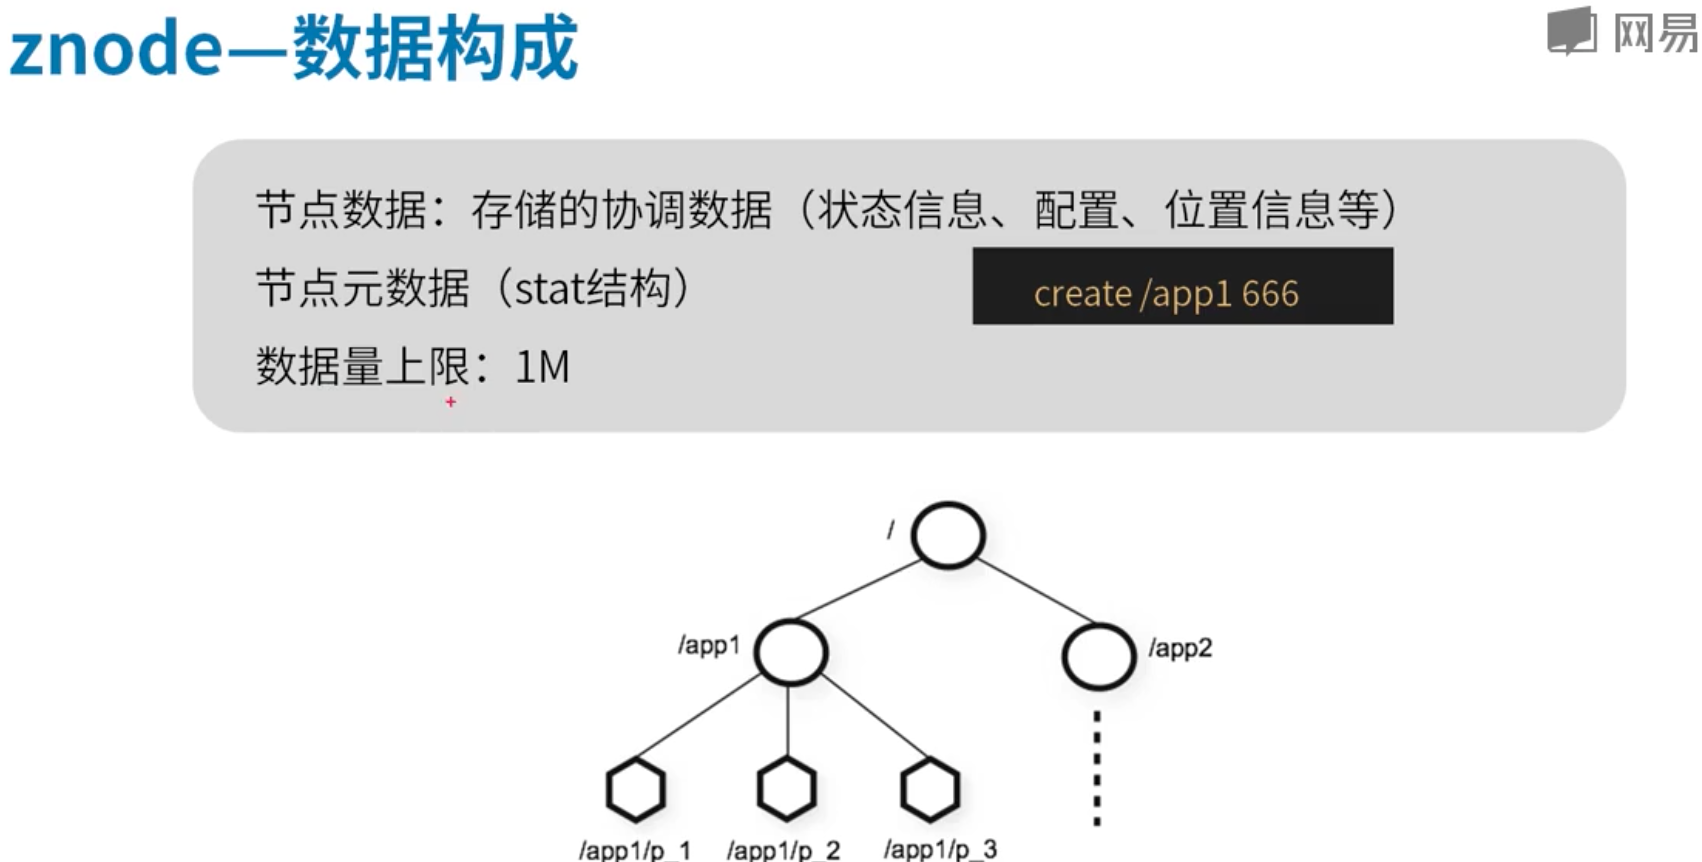 znode—数据构成
网易
节点数据：存储的协调数据（状态信息、配置、位置信息等）
节点元数据（stat结构）
create /app1 666
数据量上限：1M
/
/app1
/app2
/app1/p_1
/app1/p_2
/app1/p_3